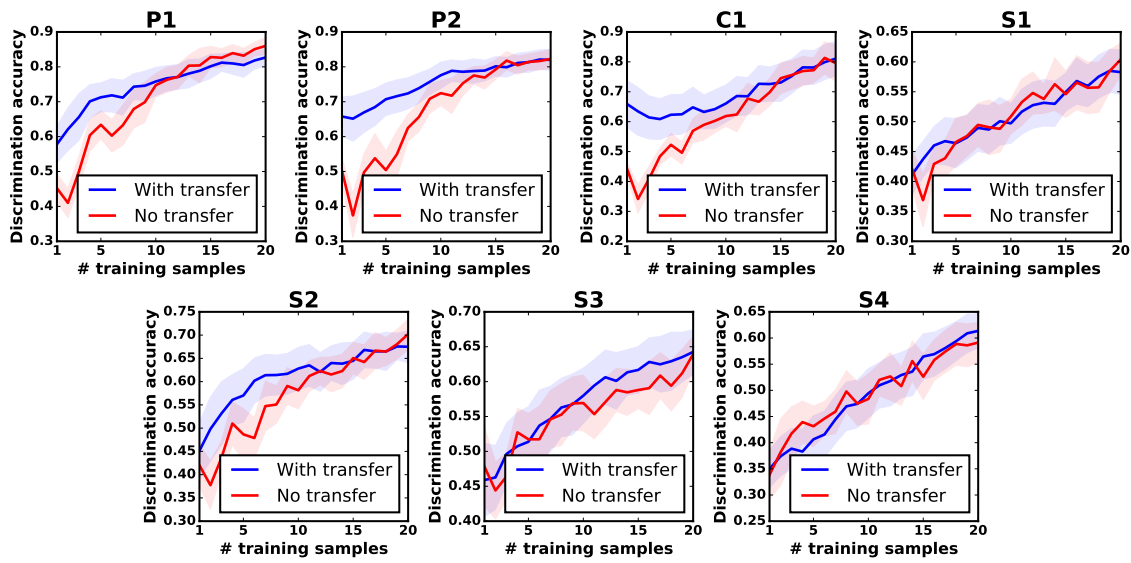 P1
Discrimination accuracy
0.9
0.8
0.7
0.6
0.5
0.4
0.3
With transfer
No transfer
1 5 10 15 20
# training samples
P2
Discrimination accuracy
0.9
0.8
0.7
0.6
0.5
0.4
0.3
With transfer
No transfer
1 5 10 15 20
# training samples
C1
Discrimination accuracy
0.9
0.8
0.7
0.6
0.5
0.4
0.3
0.2
With transfer
No transfer
1 5 10 15 20
# training samples
S1
Discrimination accuracy
0.65
0.60
0.55
0.50
0.45
0.40
0.35
0.30
With transfer
No transfer
1 5 10 15 20
# training samples
S2
Discrimination accuracy
0.75
0.70
0.65
0.60
0.55
0.50
0.45
0.40
0.35
0.30
With transfer
No transfer
1 5 10 15 20
# training samples
S3
Discrimination accuracy
0.70
0.65
0.60
0.55
0.50
0.45
0.40
With transfer
No transfer
1 5 10 15 20
# training samples
S4
Discrimination accuracy
0.65
0.60
0.55
0.50
0.45
0.40
0.35
0.30
0.25
With transfer
No transfer
1 5 10 15 20
# training samples